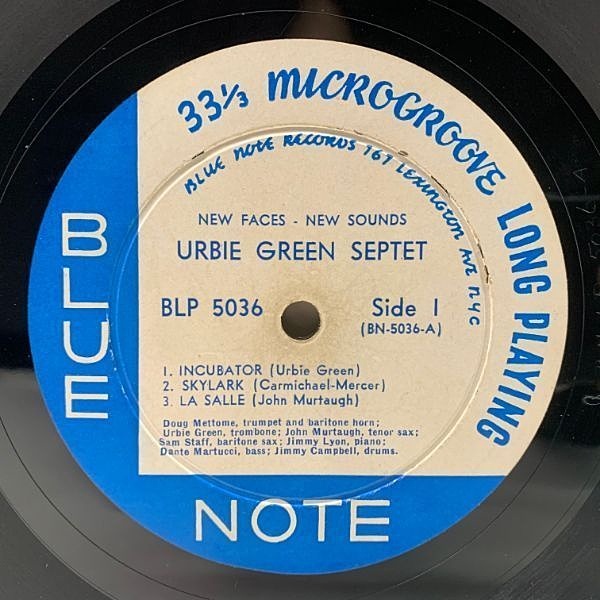 33⅓ MICROGROOVE LONG PLAYING
BLUE NOTE RECORDS 767 LEXINGTON AVE NYC
NEW FACES - NEW SOUNDS
URBIE GREEN SEPTET
BLP 5036 Side 1
(BN-5036-A)
1. INCUBATOR (Urbie Green)
2. SKYLARK (Carmichael-Mercer)
3. LA SALLE (John Murtaugh)
Doug Mettome, trumpet and baritone horn;
Urbie Green, trombone; John Murtaugh, tenor sax;
Sam Staff, baritone sax; Jimmy Lyon, piano;
Dante Martucci, bass; Jimmy Campbell, drums.
BLUE
NOTE